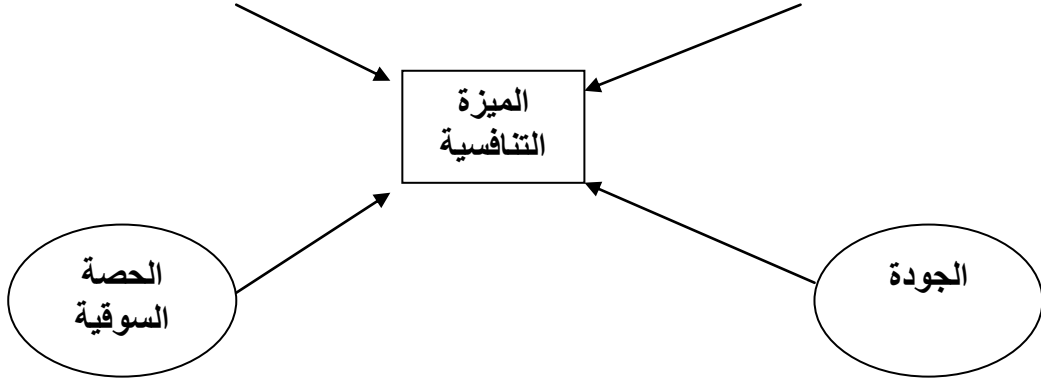 الميزة
التنافسية
الجودة
الحصة
السوقية